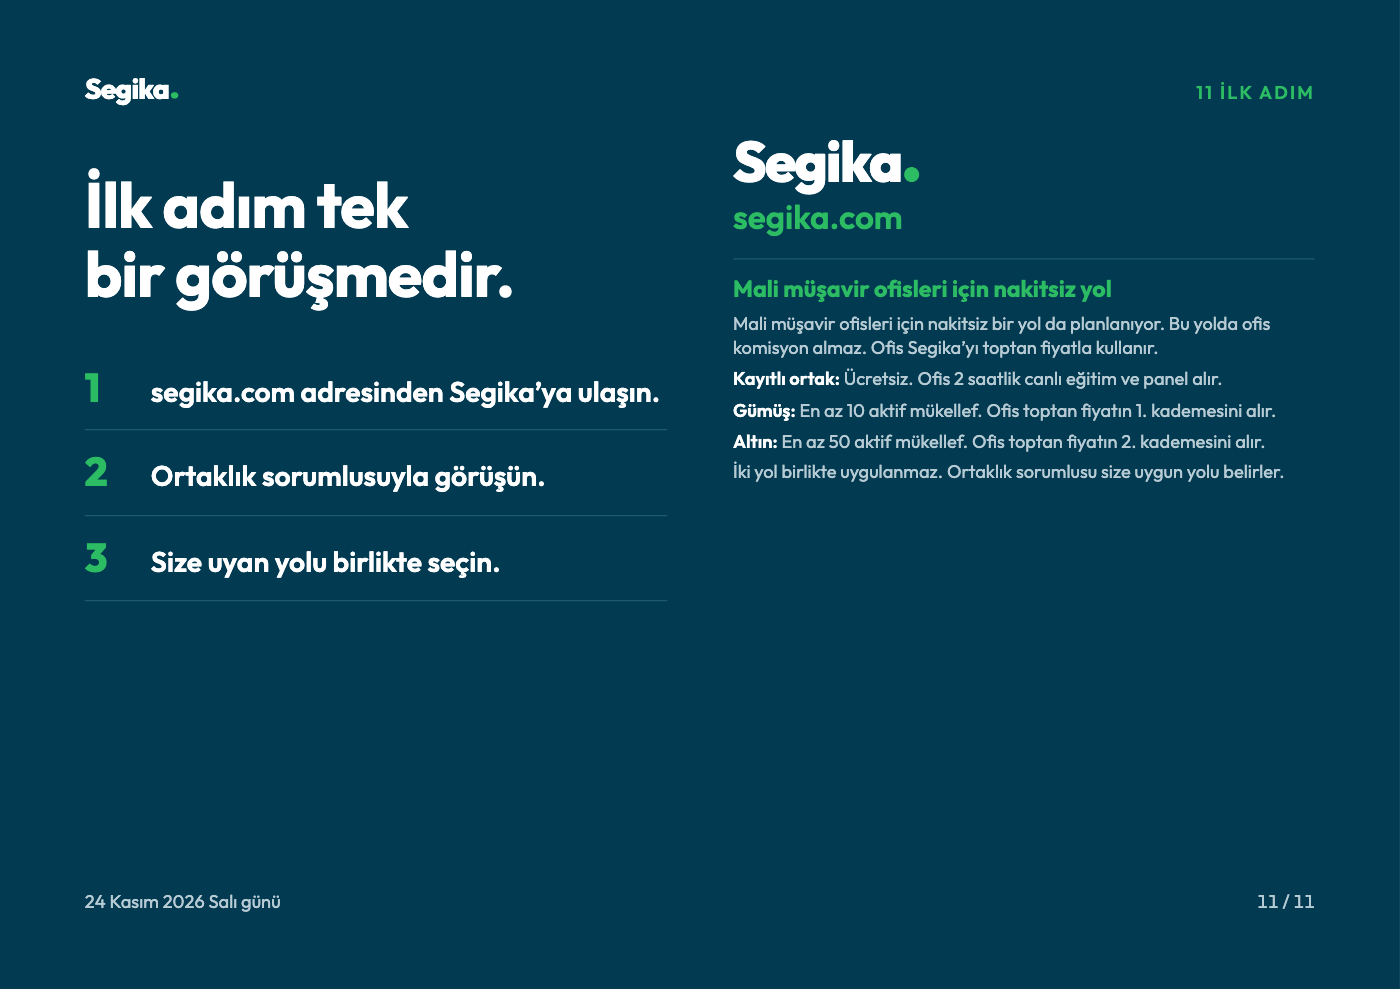 Segika.
11 İLK ADIM
İlk adım tek
bir görüşmedir.
1 segika.com adresinden Segika’ya ulaşın.
2 Ortaklık sorumlusuyla görüşün.
3 Size uyan yolu birlikte seçin.
Segika.
segika.com
Mali müşavir ofisleri için nakitsiz yol
Mali müşavir ofisleri için nakitsiz bir yol da planlanıyor. Bu yolda ofis
komisyon almaz. Ofis Segika’yı toptan fiyatla kullanır.
Kayıtlı ortak: Ücretsiz. Ofis 2 saatlik canlı eğitim ve panel alır.
Gümüş: En az 10 aktif mükellef. Ofis toptan fiyatın 1. kademesini alır.
Altın: En az 50 aktif mükellef. Ofis toptan fiyatın 2. kademesini alır.
İki yol birlikte uygulanmaz. Ortaklık sorumlusu size uygun yolu belirler.
24 Kasım 2026 Salı günü
11 / 11